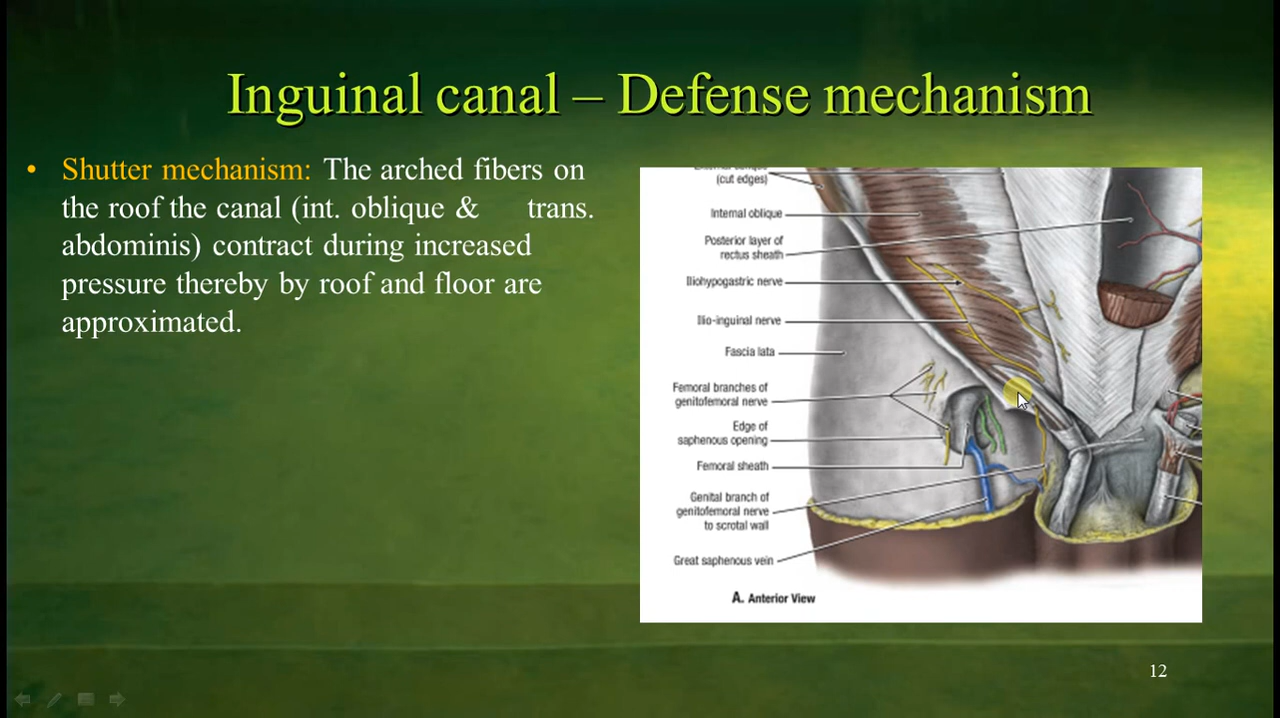 Inguinal canal – Defense mechanism
• Shutter mechanism: The arched fibers on
the roof the canal (int. oblique & trans.
abdominis) contract during increased
pressure thereby by roof and floor are
approximated.
(cut edges)
Internal oblique
Posterior layer of
rectus sheath
Iliohypogastric nerve
Ilio-inguinal nerve
Fascia lata
Femoral branches of
genitofemoral nerve
Edge of
saphenous opening
Femoral sheath
Genital branch of
genitofemoral nerve
to scrotal wall
Great saphenous vein
A. Anterior View
12